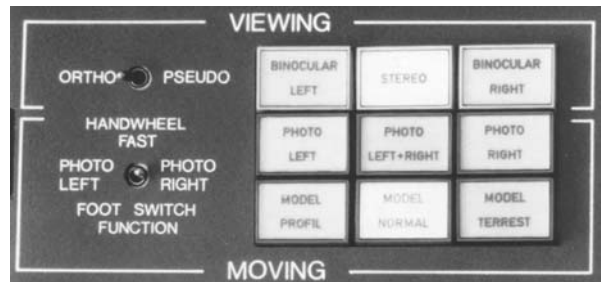 VIEWING
ORTHO PSEUDO
BINOCULAR
LEFT
STEREO
BINOCULAR
RIGHT
HANDWHEEL
FAST
PHOTO
LEFT
PHOTO
RIGHT
FOOT SWITCH
FUNCTION
PHOTO
LEFT
PHOTO
LEFT+RIGHT
PHOTO
RIGHT
MODEL
PROFIL
MODEL
NORMAL
MODEL
TERREST
MOVING